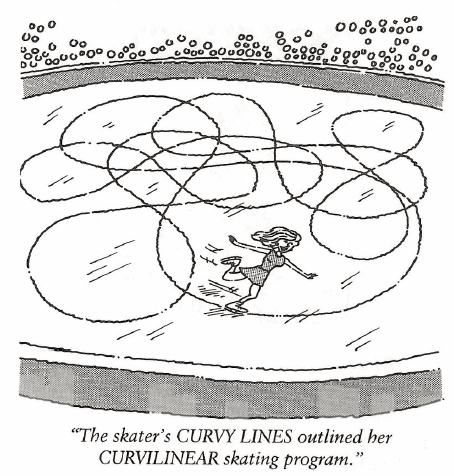 "The skater's CURVY LINES outlined her
CURVILINEAR skating program."